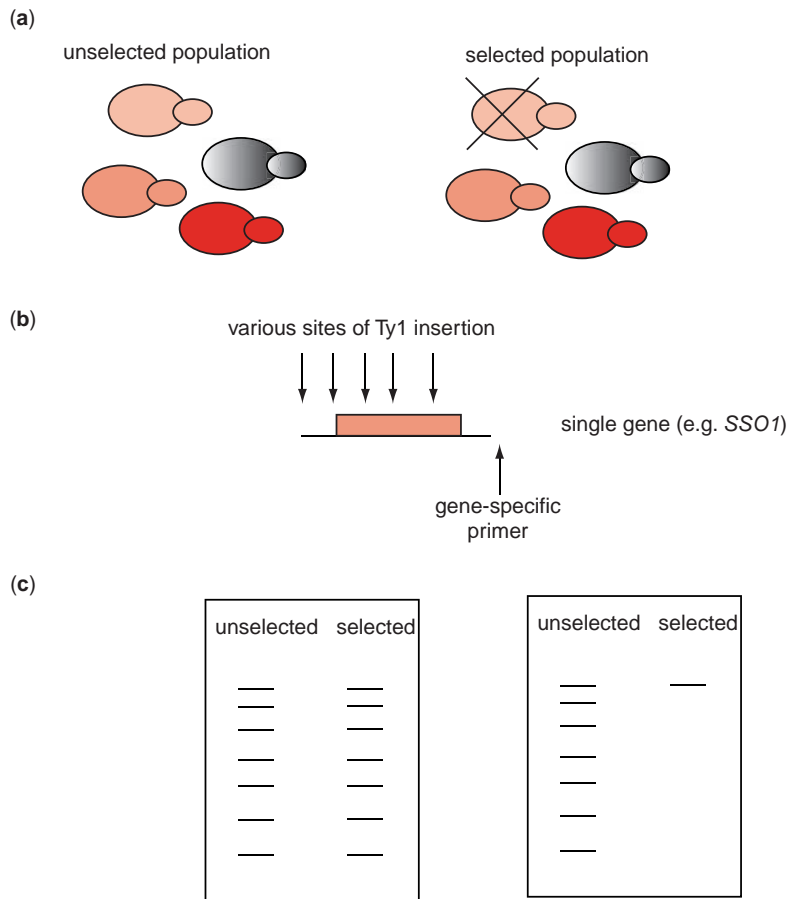 (a)
unselected population
selected population
(b)
various sites of Ty1 insertion
single gene (e.g. SSO1)
gene-specific
primer
(c)
unselected selected
unselected selected